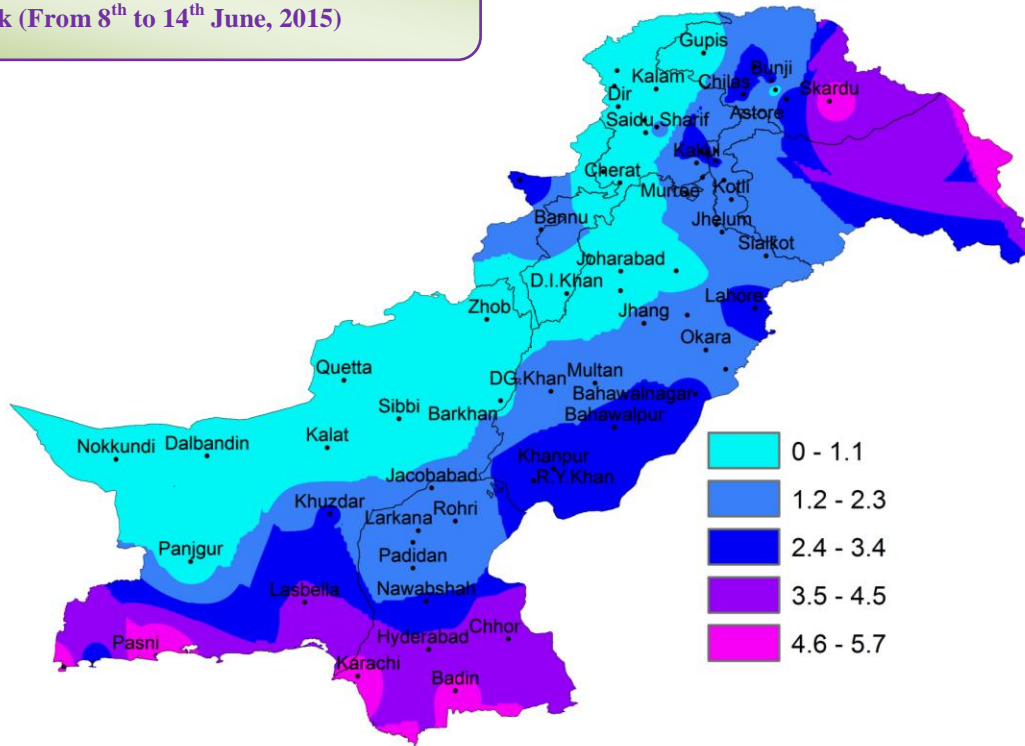 k (From 8th to 14th June, 2015)
Gupis
Bunji
Kalam
Chilas
Skardu
Dir
Astore
Saidu Sharif
Kakul
Cherat
Murree
Kotli
Bannu
Jhelum
Sialkot
Joharabad
D.I.Khan
Lahore
Zhob
Jhang
Okara
Quetta
DG.Khan
Multan
Bahawalnagar
Sibbi
Barkhan
Bahawalpur
Nokkundi
Dalbandin
Kalat
0 - 1.1
Khanpur
Jacobabad
R.Y.Khan
1.2 - 2.3
Khuzdar
Rohri
Larkana
2.4 - 3.4
Panjgur
Padidan
Lasbella
Nawabshah
3.5 - 4.5
Pasni
Hyderabad
Chhor
4.6 - 5.7
Karachi
Badin